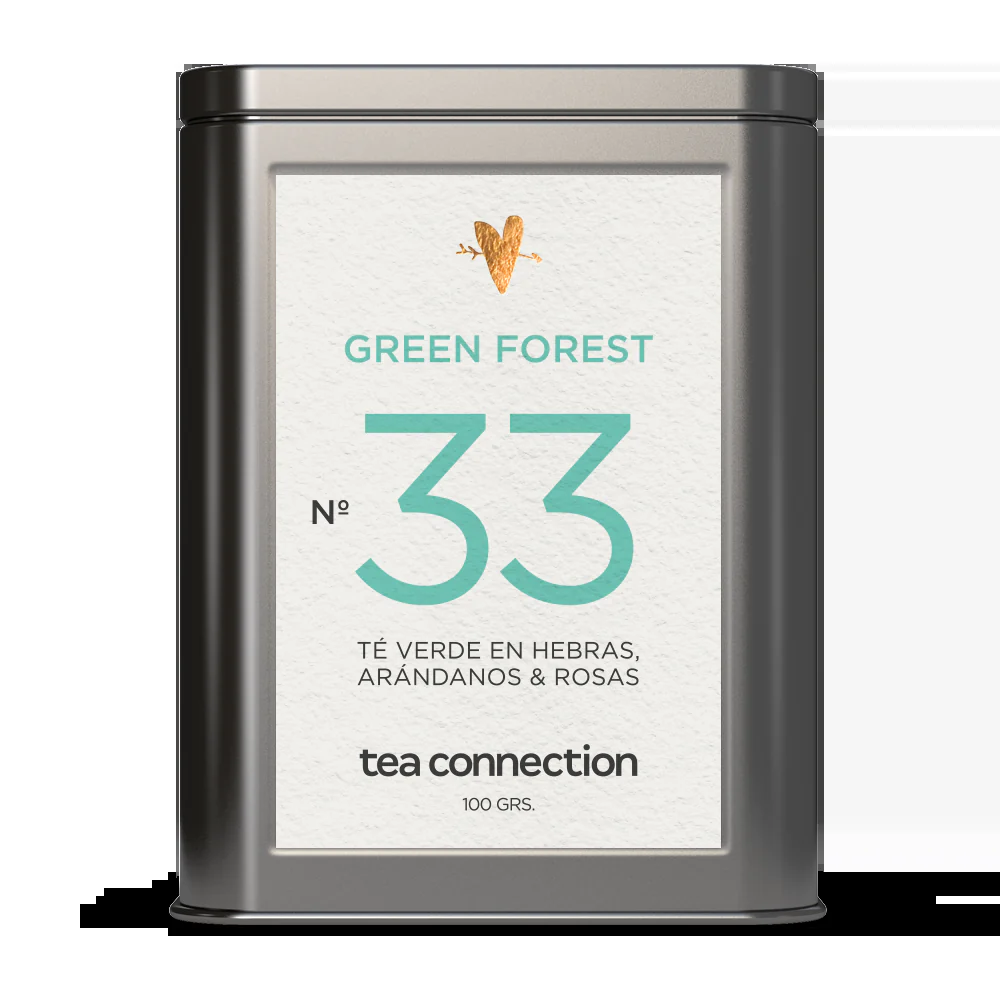 GREEN FOREST
Nº 33
TÉ VERDE EN HEBRAS,
ARÁNDANOS & ROSAS
tea connection
100 GRS.